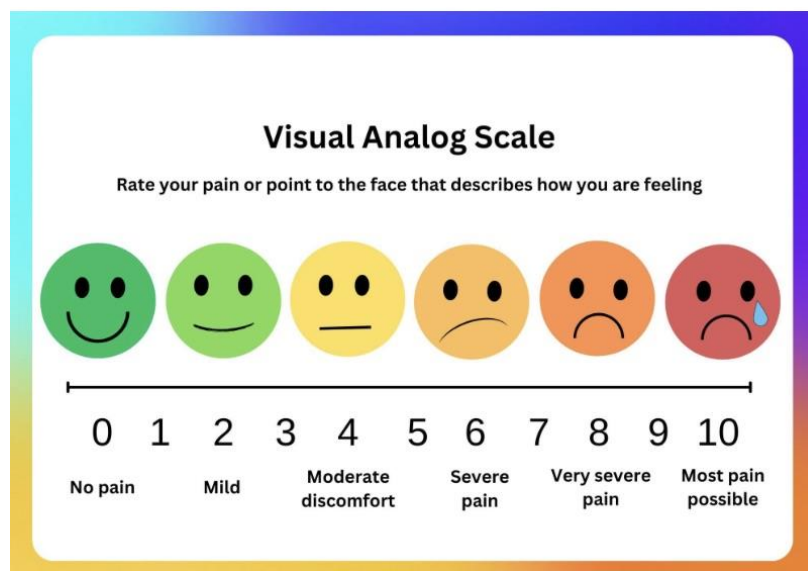 Visual Analog Scale
Rate your pain or point to the face that describes how you are feeling
0 1 2 3 4 5 6 7 8 9 10
No pain
Mild
Moderate
discomfort
Severe
pain
Very severe
pain
Most pain
possible